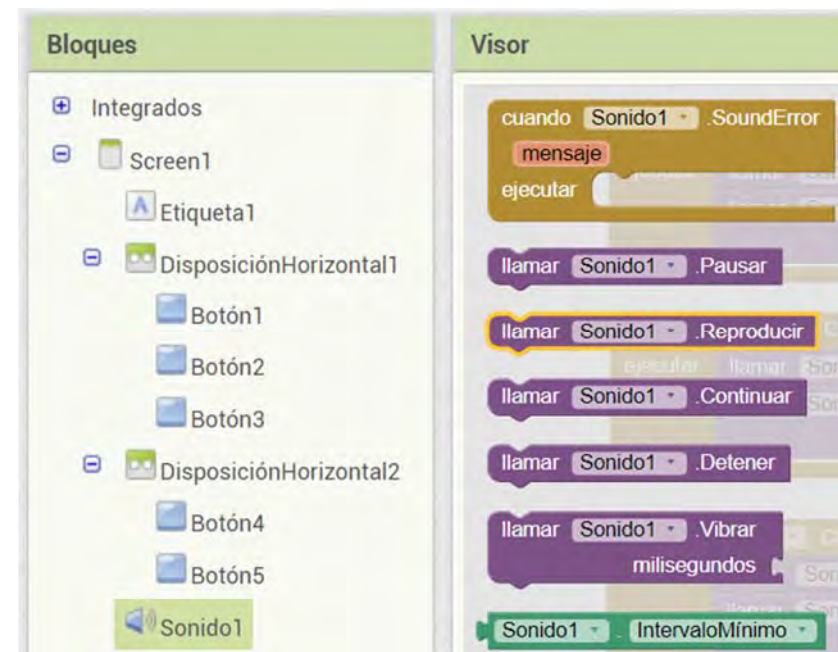 Bloques
Integrados
Screen1
Etiqueta1
DisposiciónHorizontal1
Botón1
Botón2
Botón3
DisposiciónHorizontal2
Botón4
Botón5
Sonido1
Visor
cuando Sonido1 .SoundError
mensaje
ejecutar
llamar Sonido1 .Pausar
llamar Sonido1 .Reproducir
llamar Sonido1 .Continuar
llamar Sonido1 .Detener
llamar Sonido1 .Vibrar
milisegundos
Sonido1 . IntervaloMínimo